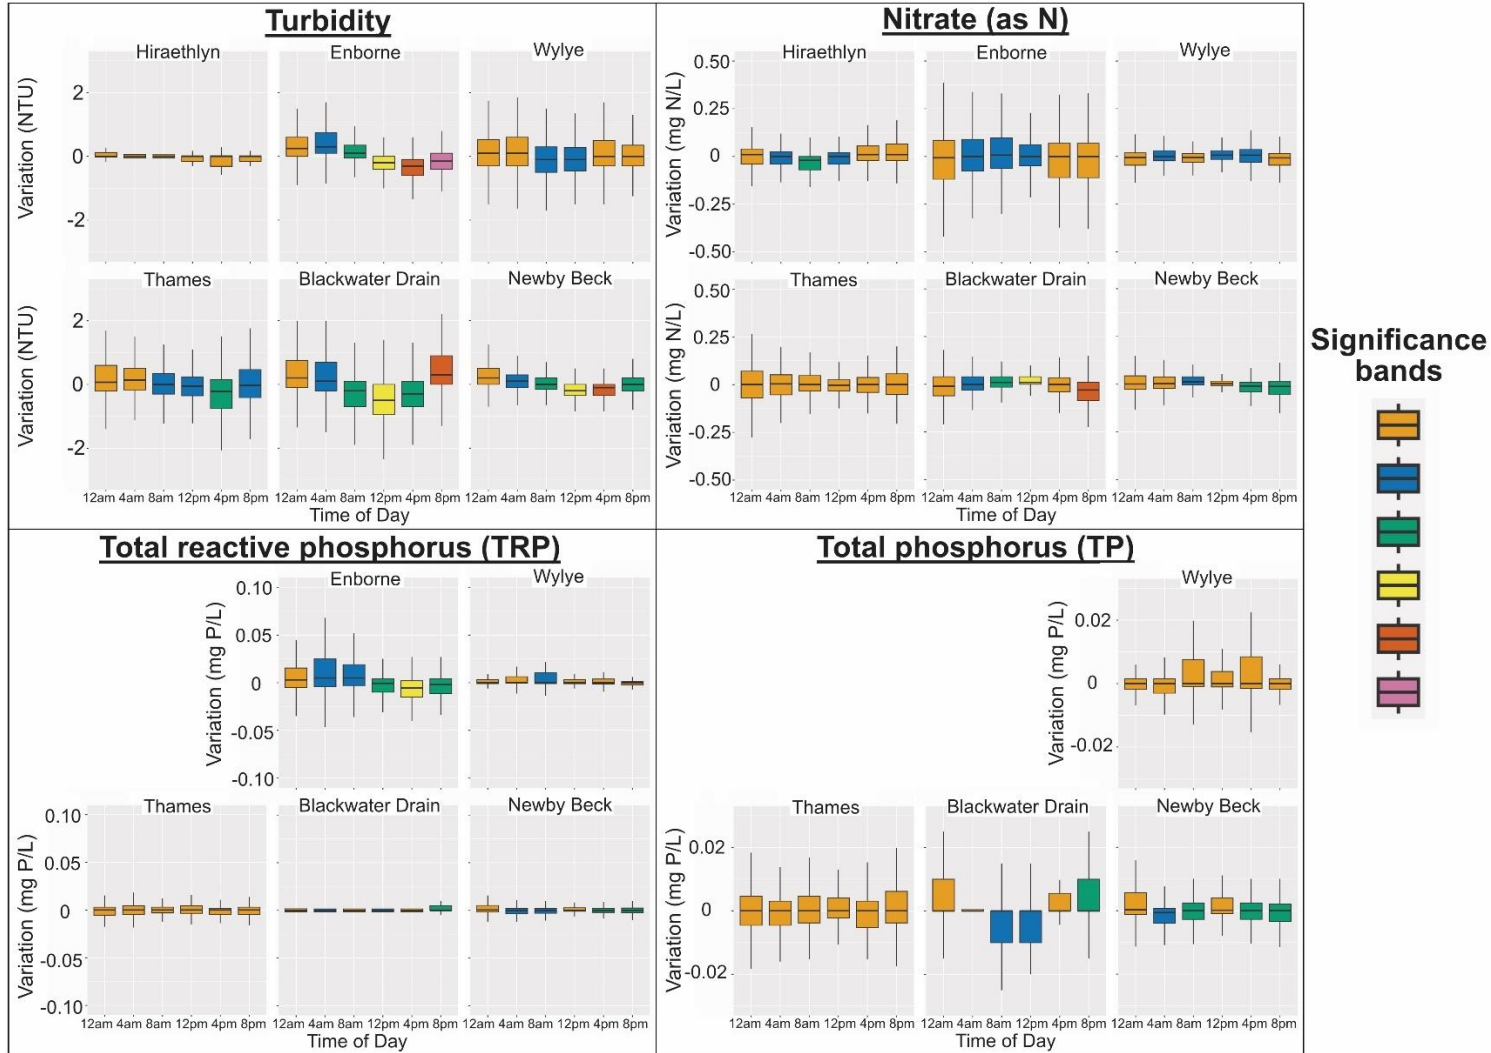 Turbidity
Hiraethlyn Enborne Wylye
Variation (NTU)
2
0
-2
Thames Blackwater Drain Newby Beck
Variation (NTU)
2
0
-2
12am 4am 8am 12pm 4pm 8pm 12am 4am 8am 12pm 4pm 8pm 12am 4am 8am 12pm 4pm 8pm
Time of Day
Nitrate (as N)
Hiraethlyn Enborne Wylye
Variation (mg N/L)
0.50
0.25
0
-0.25
-0.50
Thames Blackwater Drain Newby Beck
Variation (mg N/L)
0.50
0.25
0
-0.25
-0.50
12am 4am 8am 12pm 4pm 8pm 12am 4am 8am 12pm 4pm 8pm 12am 4am 8am 12pm 4pm 8pm
Time of Day
Significance
bands
Total reactive phosphorus (TRP)
Enborne Wylye
Variation (mg P/L)
0.10
0.05
0
-0.05
-0.10
Thames Blackwater Drain Newby Beck
Variation (mg P/L)
0.10
0.05
0
-0.05
-0.10
12am 4am 8am 12pm 4pm 8pm 12am 4am 8am 12pm 4pm 8pm 12am 4am 8am 12pm 4pm 8pm
Time of Day
Total phosphorus (TP)
Wylye
Variation (mg P/L)
0.02
0
-0.02
Thames Blackwater Drain Newby Beck
Variation (mg P/L)
0.02
0
-0.02
12am 4am 8am 12pm 4pm 8pm 12am 4am 8am 12pm 4pm 8pm 12am 4am 8am 12pm 4pm 8pm
Time of Day